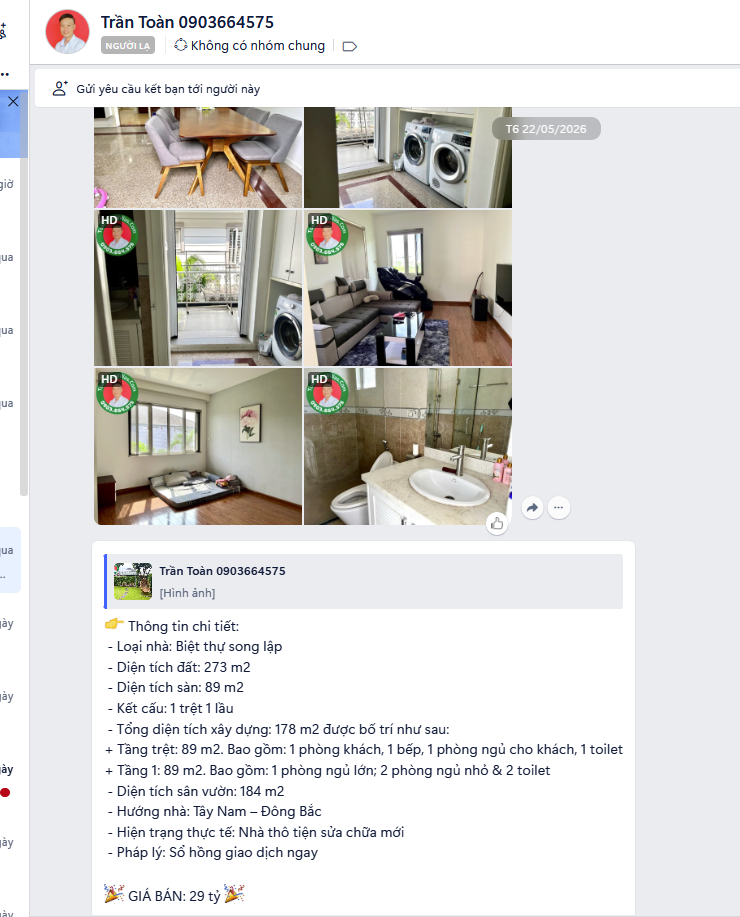 Trần Toàn 0903664575
NGƯỜI LẠ
Không có nhóm chung
Gửi yêu cầu kết bạn tới người này
T6 22/05/2026
giờ
HD
HD
HD
HD
Trần Toàn 0903664575
[Hình ảnh]
👉 Thông tin chi tiết:
- Loại nhà: Biệt thự song lập
- Diện tích đất: 273 m2
- Diện tích sàn: 89 m2
- Kết cấu: 1 trệt 1 lầu
- Tổng diện tích xây dựng: 178 m2 được bố trí như sau:
+ Tầng trệt: 89 m2. Bao gồm: 1 phòng khách, 1 bếp, 1 phòng ngủ cho khách, 1 toilet
+ Tầng 1: 89 m2. Bao gồm: 1 phòng ngủ lớn; 2 phòng ngủ nhỏ & 2 toilet
- Diện tích sân vườn: 184 m2
- Hướng nhà: Tây Nam – Đông Bắc
- Hiện trạng thực tế: Nhà thô tiện sửa chữa mới
- Pháp lý: Sổ hồng giao dịch ngay
🎉 GIÁ BÁN: 29 tỷ 🎉